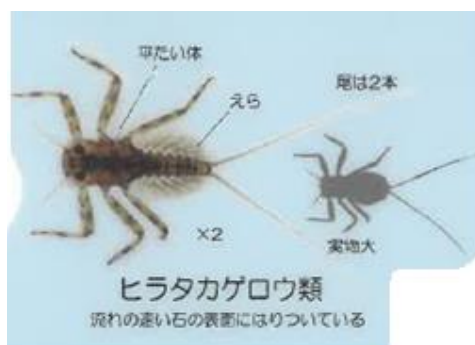 平たい体
えら
尾は2本
×2
実物大
ヒラタカゲロウ類
流れの速い石の表面にはりついている